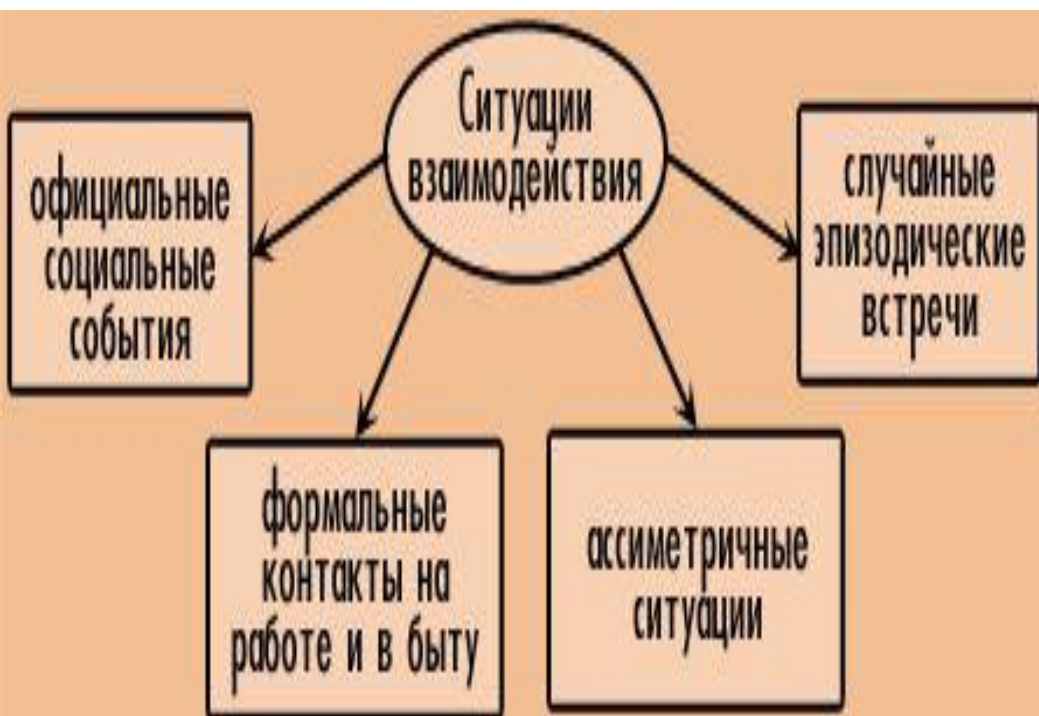 Ситуации
взаимодействия
официальные
социальные
события
случайные
эпизодические
встречи
формальные
контакты на
работе и в быту
ассиметричные
ситуации